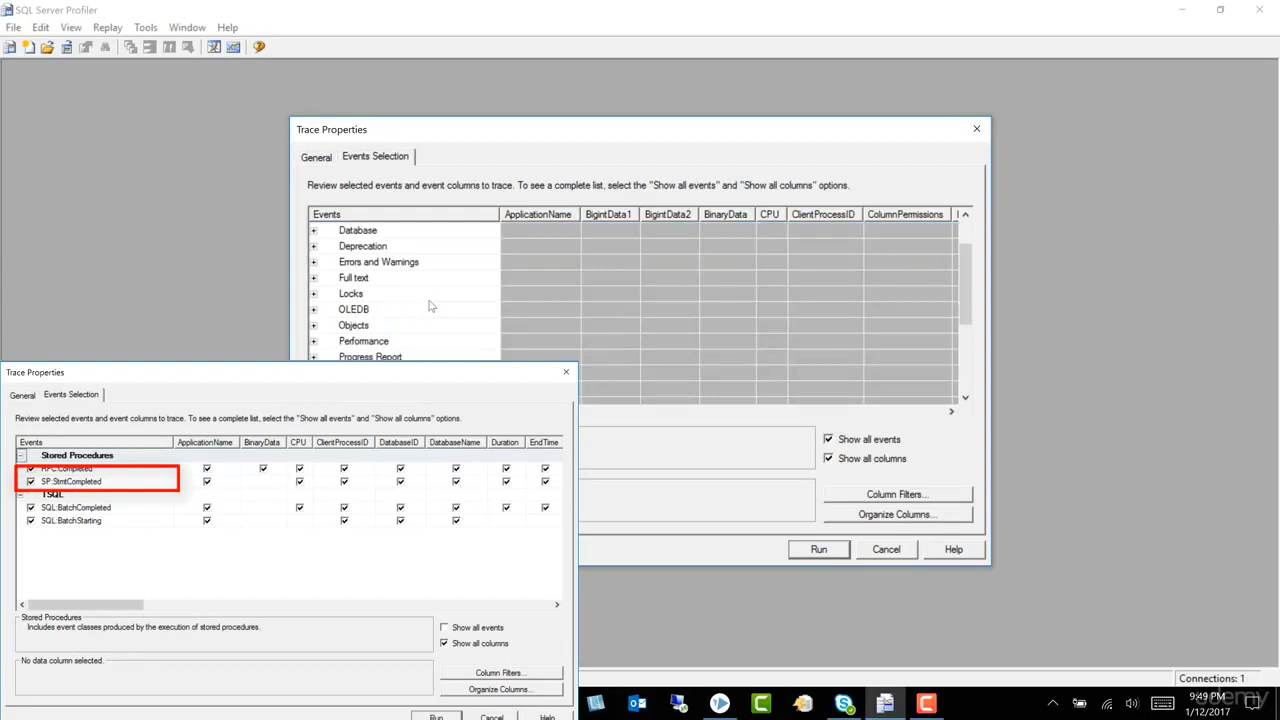 SQL Server Profiler
File Edit View Replay Tools Window Help
Trace Properties
General Events Selection
Review selected events and event columns to trace. To see a complete list, select the "Show all events" and "Show all columns" options.
Events ApplicationName BigintData1 BigintData2 BinaryData CPU ClientProcessID ColumnPermissions
Database
Deprecation
Errors and Warnings
Full text
Locks
OLEDB
Objects
Performance
Progress Report
Show all events
Show all columns
Column Filters...
Organize Columns...
Run Cancel Help
Trace Properties
General Events Selection
Review selected events and event columns to trace. To see a complete list, select the "Show all events" and "Show all columns" options.
Events ApplicationName BinaryData CPU ClientProcessID DatabaseID DatabaseName Duration EndTime
Stored Procedures
RPC:Completed
SP:StmtCompleted
TSQL
SQL:BatchCompleted
SQL:BatchStarting
Stored Procedures
Includes event classes produced by the execution of stored procedures.
Show all events
Show all columns
No data column selected.
Column Filters...
Organize Columns...
Run Cancel Help
Connections: 1
9:49 PM
1/12/2017
udemy